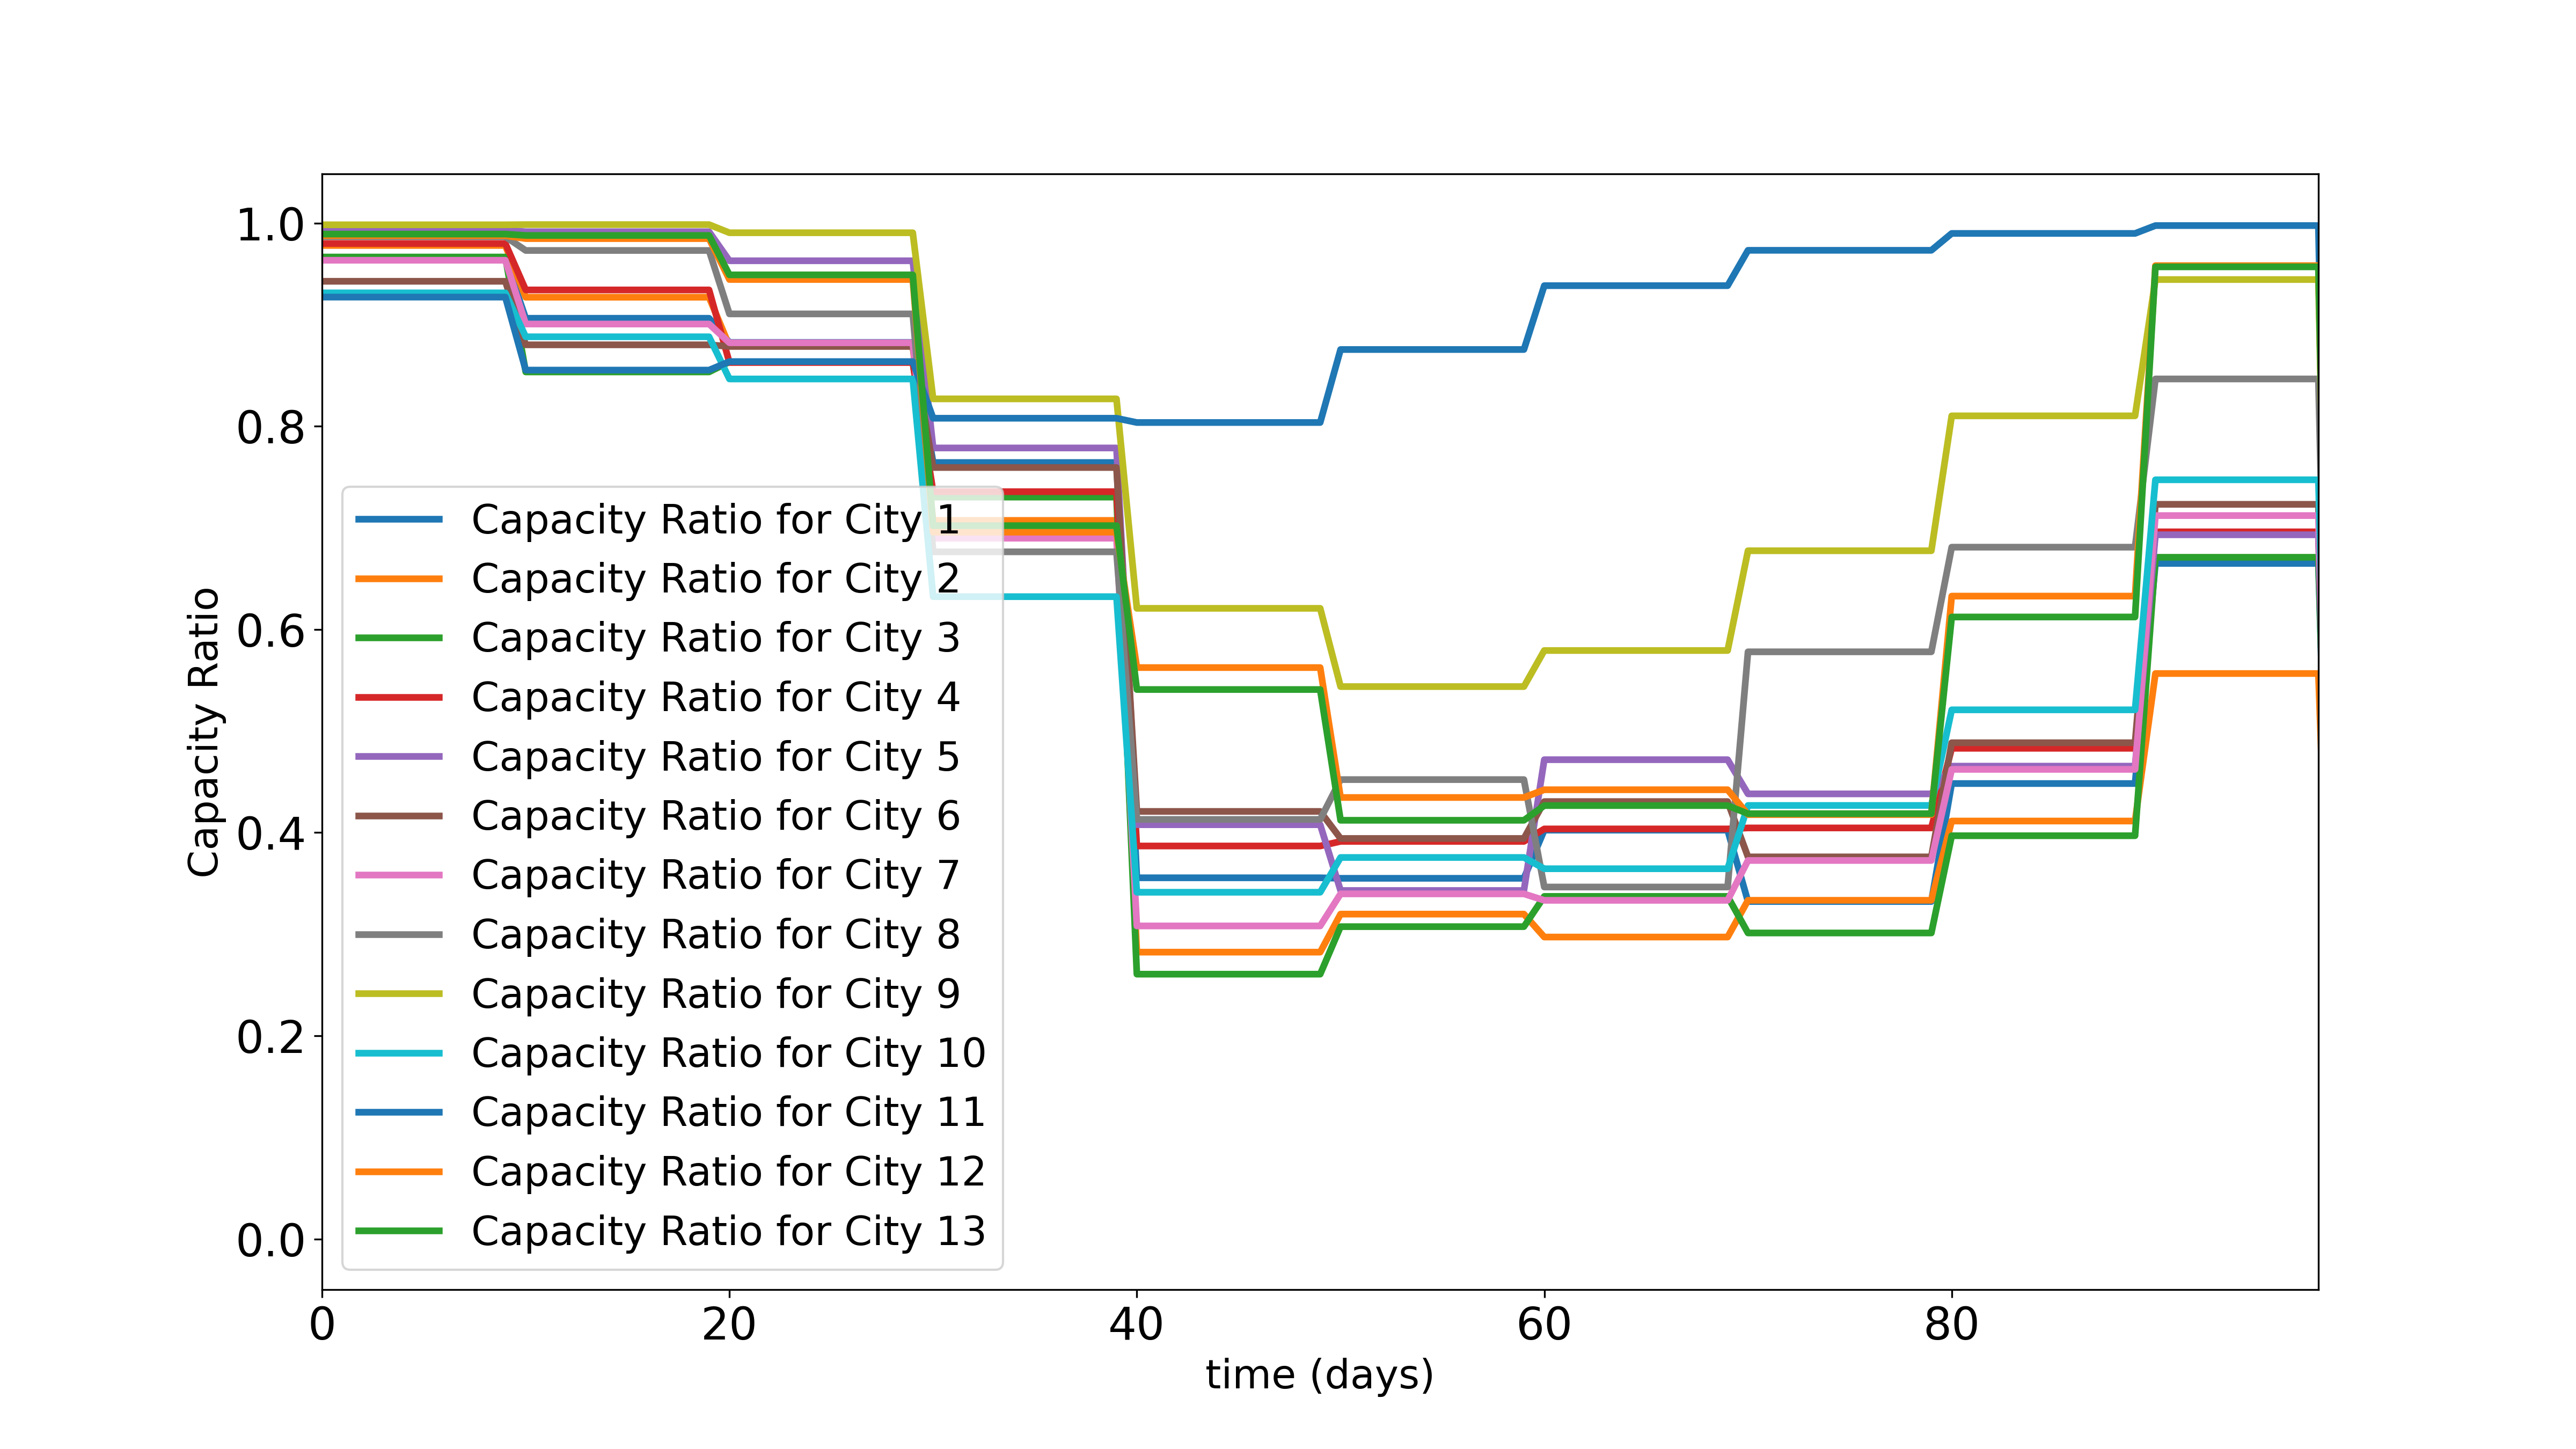 1.0
0.8
0.6
0.4
0.2
0.0
Capacity Ratio
Capacity Ratio for City 1
Capacity Ratio for City 2
Capacity Ratio for City 3
Capacity Ratio for City 4
Capacity Ratio for City 5
Capacity Ratio for City 6
Capacity Ratio for City 7
Capacity Ratio for City 8
Capacity Ratio for City 9
Capacity Ratio for City 10
Capacity Ratio for City 11
Capacity Ratio for City 12
Capacity Ratio for City 13
0 20 40 60 80
time (days)